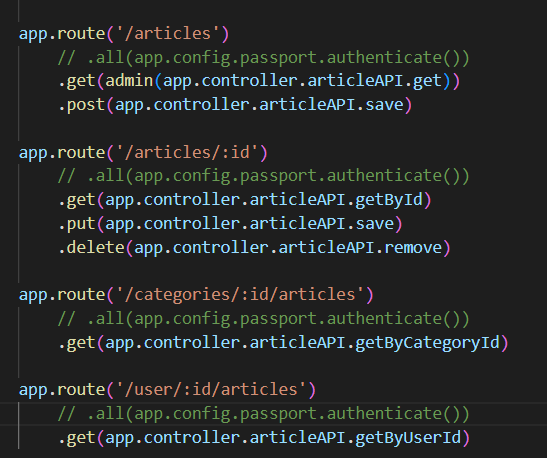 app.route('/articles')
// .all(app.config.passport.authenticate())
.get(admin(app.controller.articleAPI.get))
.post(app.controller.articleAPI.save)
app.route('/articles/:id')
// .all(app.config.passport.authenticate())
.get(app.controller.articleAPI.getById)
.put(app.controller.articleAPI.save)
.delete(app.controller.articleAPI.remove)
app.route('/categories/:id/articles')
// .all(app.config.passport.authenticate())
.get(app.controller.articleAPI.getByCategoryId)
app.route('/user/:id/articles')
// .all(app.config.passport.authenticate())
.get(app.controller.articleAPI.getByUserId)